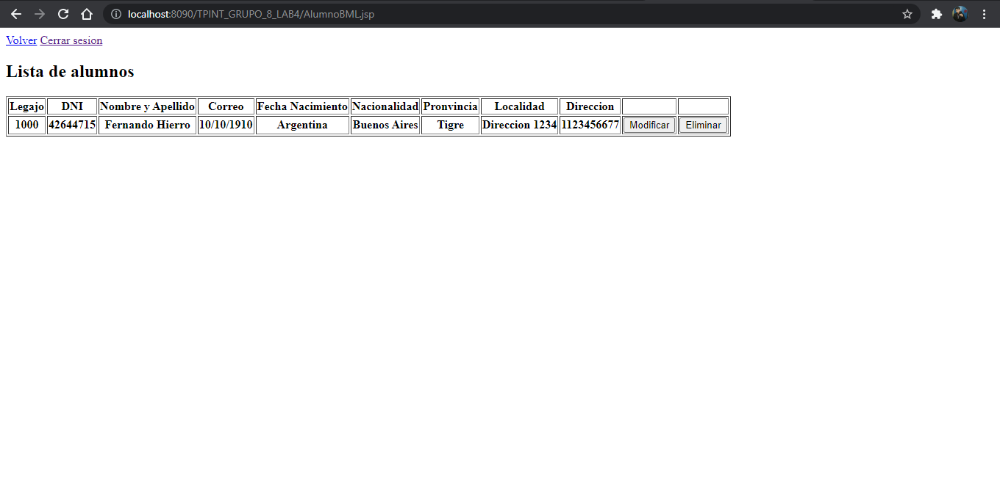 localhost:8090/TPINT_GRUPO_8_LAB4/AlumnoBML.jsp
Volver Cerrar sesion
Lista de alumnos
Legajo DNI Nombre y Apellido Correo Fecha Nacimiento Nacionalidad Pronvincia Localidad Direccion
1000 42644715 Fernando Hierro 10/10/1910 Argentina Buenos Aires Tigre Direccion 1234 1123456677 Modificar Eliminar